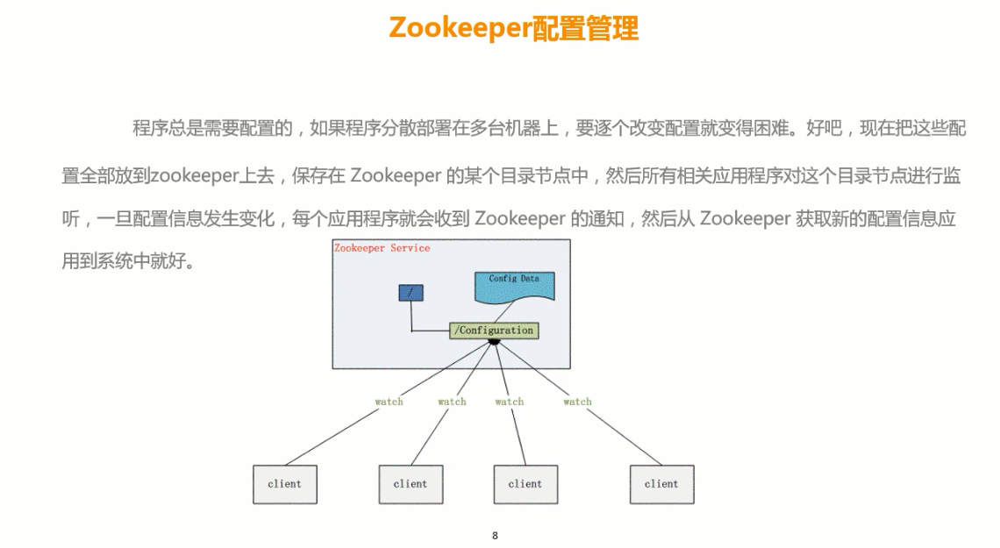 Zookeeper配置管理
程序总是需要配置的，如果程序分散部署在多台机器上，要逐个改变配置就变得困难。好吧，现在把这些配
置全部放到zookeeper上去，保存在 Zookeeper 的某个目录节点中，然后所有相关应用程序对这个目录节点进行监
听，一旦配置信息发生变化，每个应用程序就会收到 Zookeeper 的通知，然后从 Zookeeper 获取新的配置信息应
用到系统中就好。
Zookeeper Service
Config Data
/
/Configuration
watch watch watch watch
client client client client
8